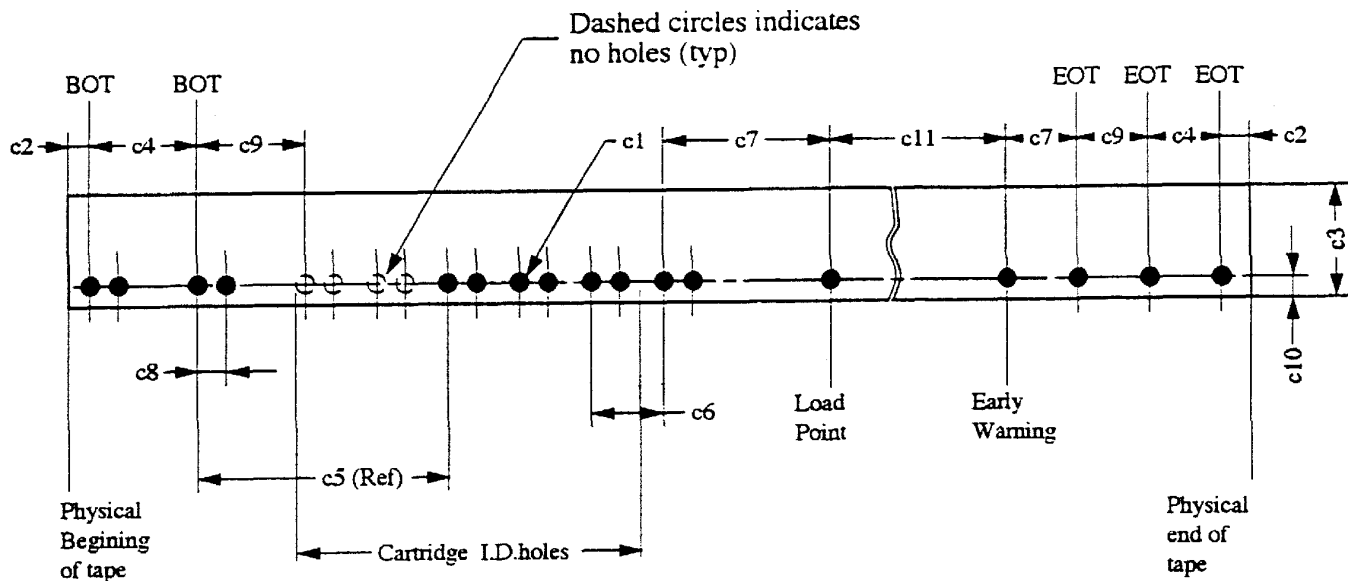 Dashed circles indicates
no holes (typ)
BOT
BOT
EOT
EOT
EOT
c2
c4
c9
c1
c7
c11
c7
c9
c4
c2
c3
c8
c10
c6
Load
Point
Early
Warning
c5 (Ref)
Physical
Begining
of tape
Cartridge I.D.holes
Physical
end of
tape